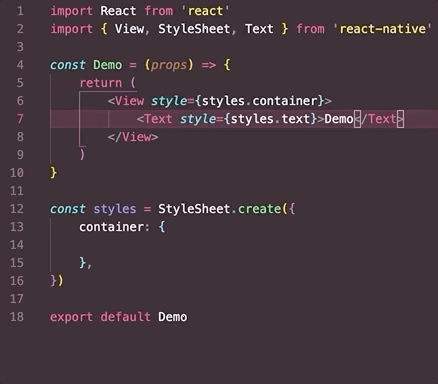 1 import React from 'react'
2 import { View, StyleSheet, Text } from 'react-native'
3
4 const Demo = (props) => {
5 return (
6 <View style={styles.container}>
7 <Text style={styles.text}>Demo</Text>
8 </View>
9 )
10 }
11
12 const styles = StyleSheet.create({
13 container: {
14
15 },
16 })
17
18 export default Demo